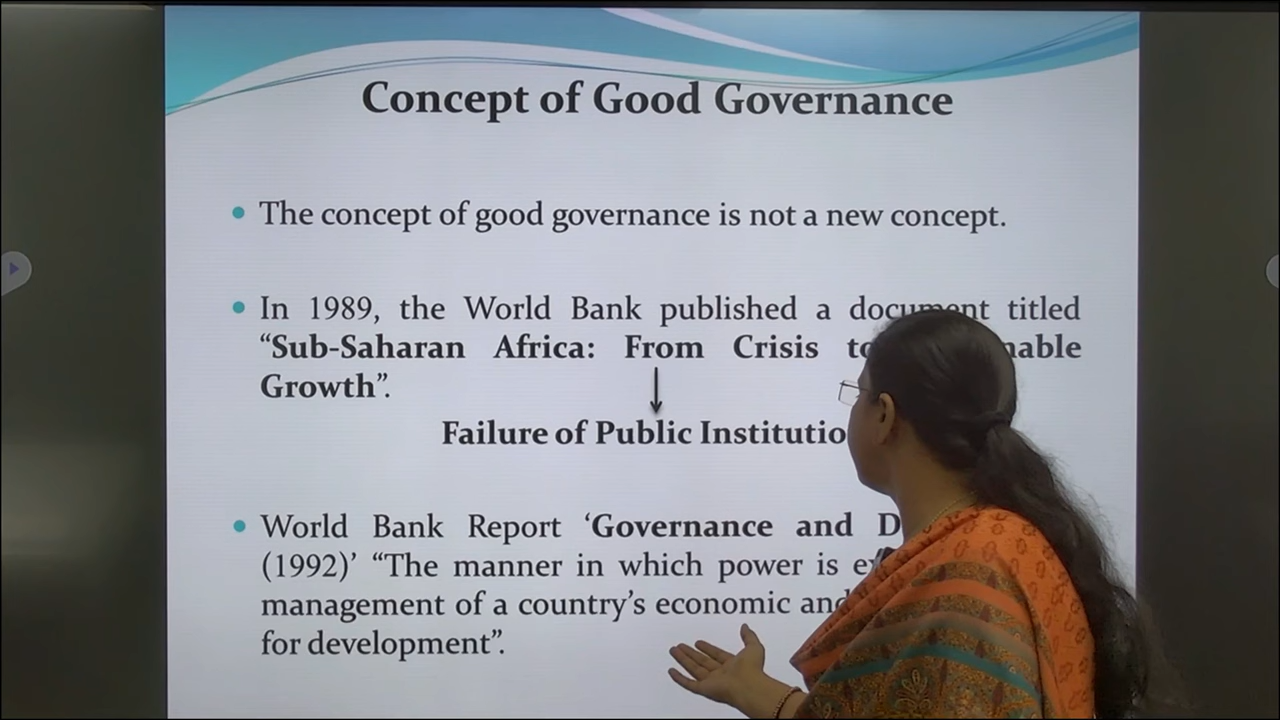 Concept of Good Governance
• The concept of good governance is not a new concept.
• In 1989, the World Bank published a document titled
“Sub-Saharan Africa: From Crisis
Growth”.
Failure of Public
• World Bank Report ‘Governance and
(1992)’ “The manner in which power is
management of a country’s economic and
for development”.